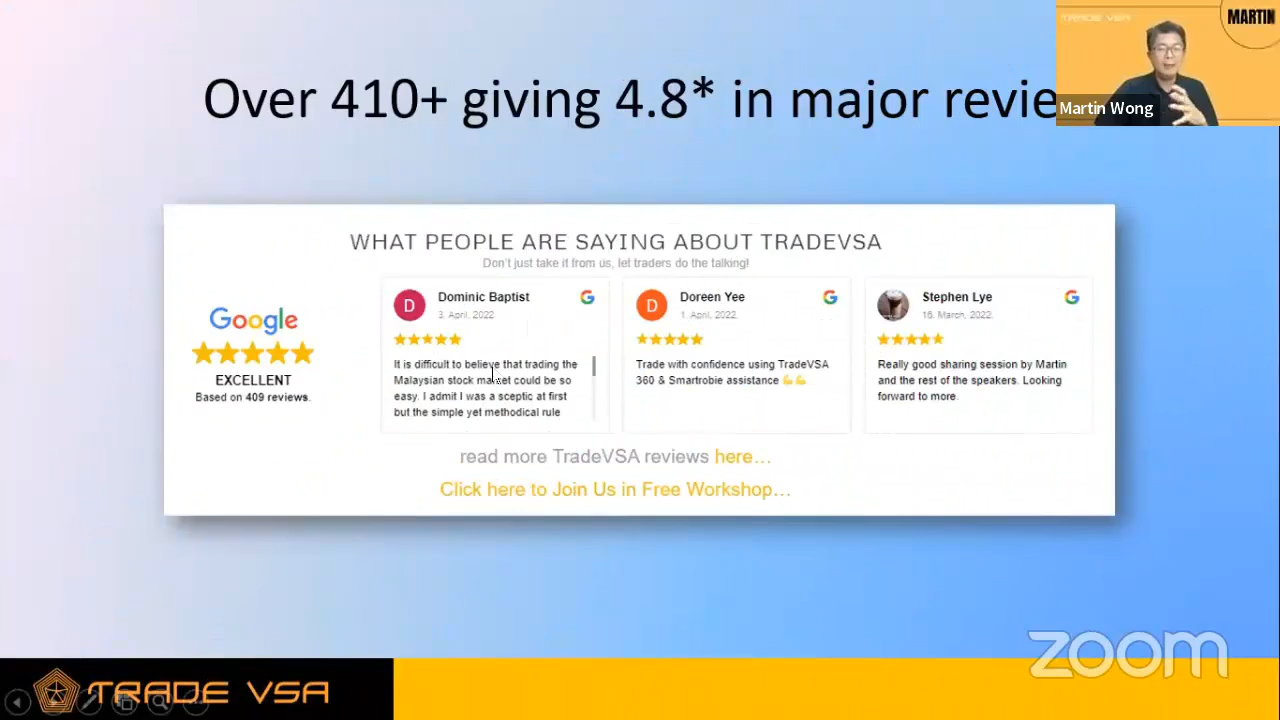 TRADE VSA
MARTIN
Martin Wong
Over 410+ giving 4.8* in major revie
WHAT PEOPLE ARE SAYING ABOUT TRADEVSA
Don't just take it from us, let traders do the talking!
Google
EXCELLENT
Based on 409 reviews.
D
Dominic Baptist
3. April, 2022.
It is difficult to believe that trading the
Malaysian stock market could be so
easy. I admit I was a sceptic at first
but the simple yet methodical rule
D
Doreen Yee
1. April, 2022.
Trade with confidence using TradeVSA
360 & Smartrobie assistance 💪💪
Stephen Lye
16. March, 2022.
Really good sharing session by Martin
and the rest of the speakers. Looking
forward to more.
read more TradeVSA reviews here...
Click here to Join Us in Free Workshop...
zoom
TRADE VSA